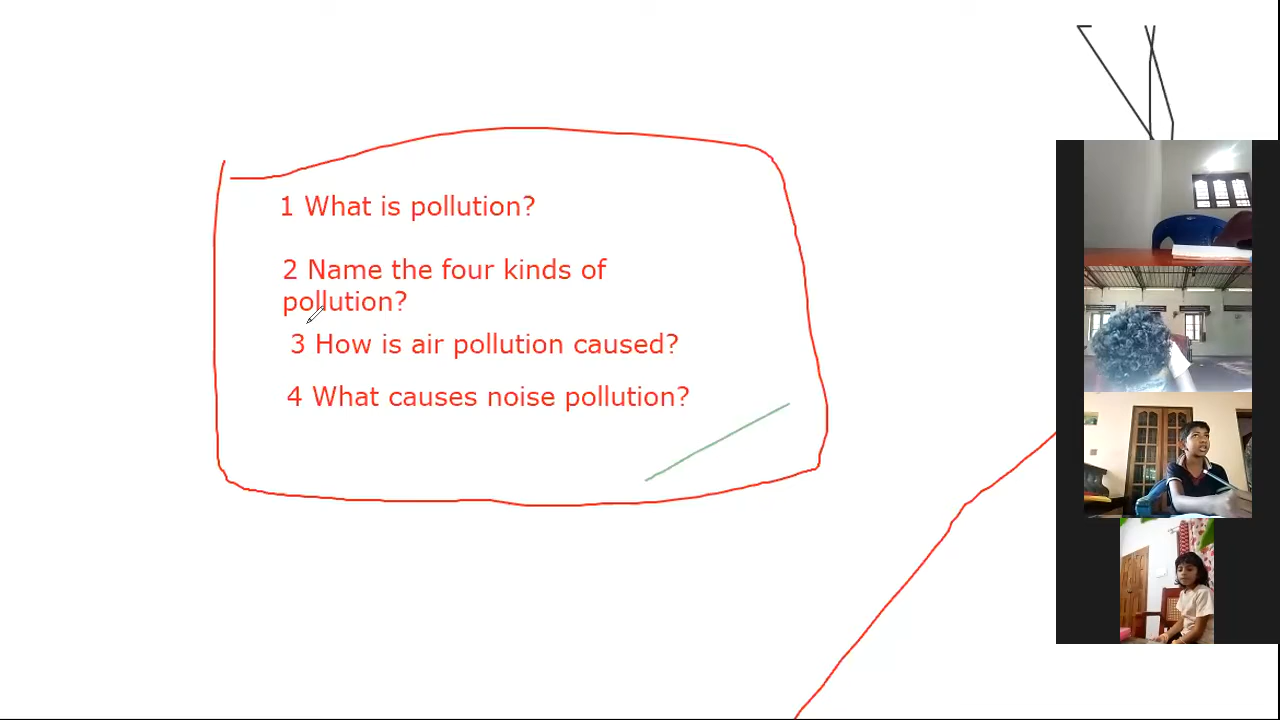 1 What is pollution?
2 Name the four kinds of
pollution?
3 How is air pollution caused?
4 What causes noise pollution?